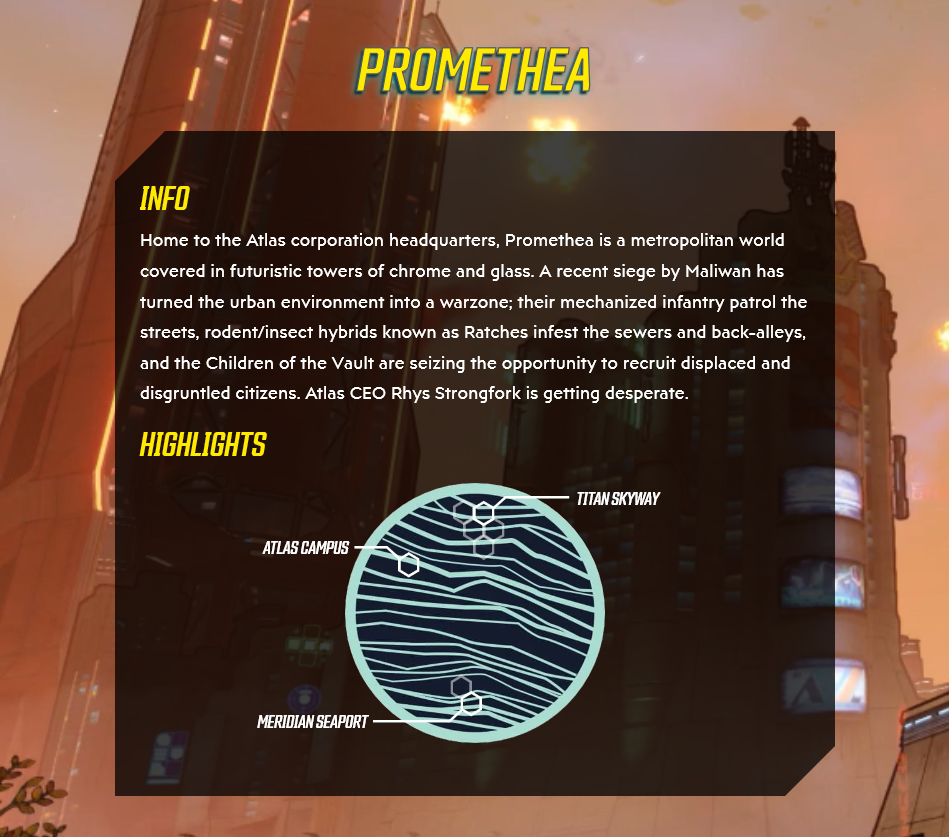 PROMETHEA
INFO
Home to the Atlas corporation headquarters, Promethea is a metropolitan world
covered in futuristic towers of chrome and glass. A recent siege by Maliwan has
turned the urban environment into a warzone; their mechanized infantry patrol the
streets, rodent/insect hybrids known as Ratches infest the sewers and back-alleys,
and the Children of the Vault are seizing the opportunity to recruit displaced and
disgruntled citizens. Atlas CEO Rhys Strongfork is getting desperate.
HIGHLIGHTS
TITAN SKYWAY
ATLAS CAMPUS
MERIDIAN SEAPORT